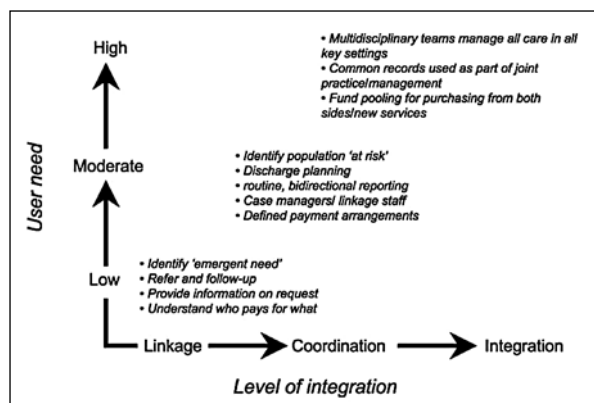 High
• Multidisciplinary teams manage all care in all
key settings
• Common records used as part of joint
practice/management
• Fund pooling for purchasing from both
sides/new services
User need
Moderate
• Identify population 'at risk'
• Discharge planning
• routine, bidirectional reporting
• Case managers/ linkage staff
• Defined payment arrangements
Low
• Identify 'emergent need'
• Refer and follow-up
• Provide information on request
• Understand who pays for what
Linkage
Coordination
Integration
Level of integration